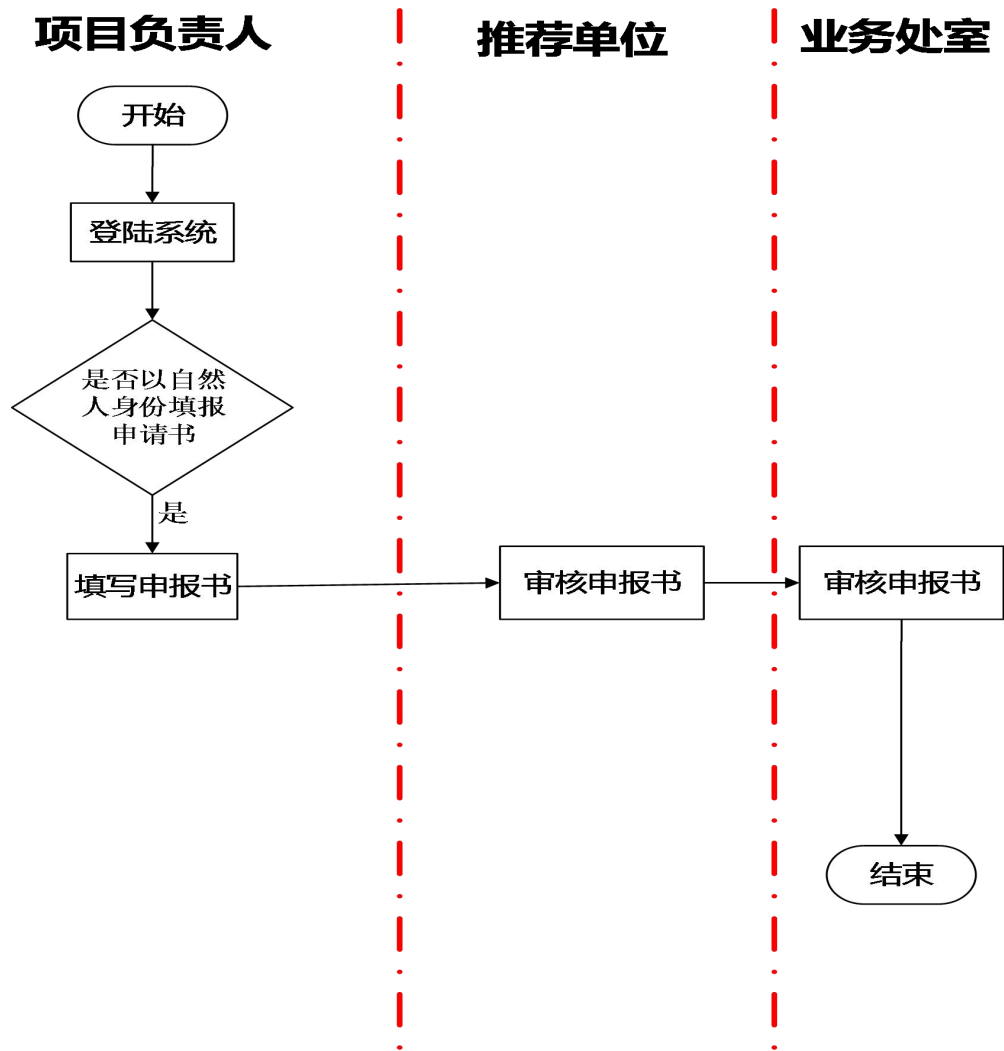 项目负责人
推荐单位
业务处室
开始
登陆系统
是否以自然
人身份填报
申请书
是
填写申报书
审核申报书
审核申报书
结束